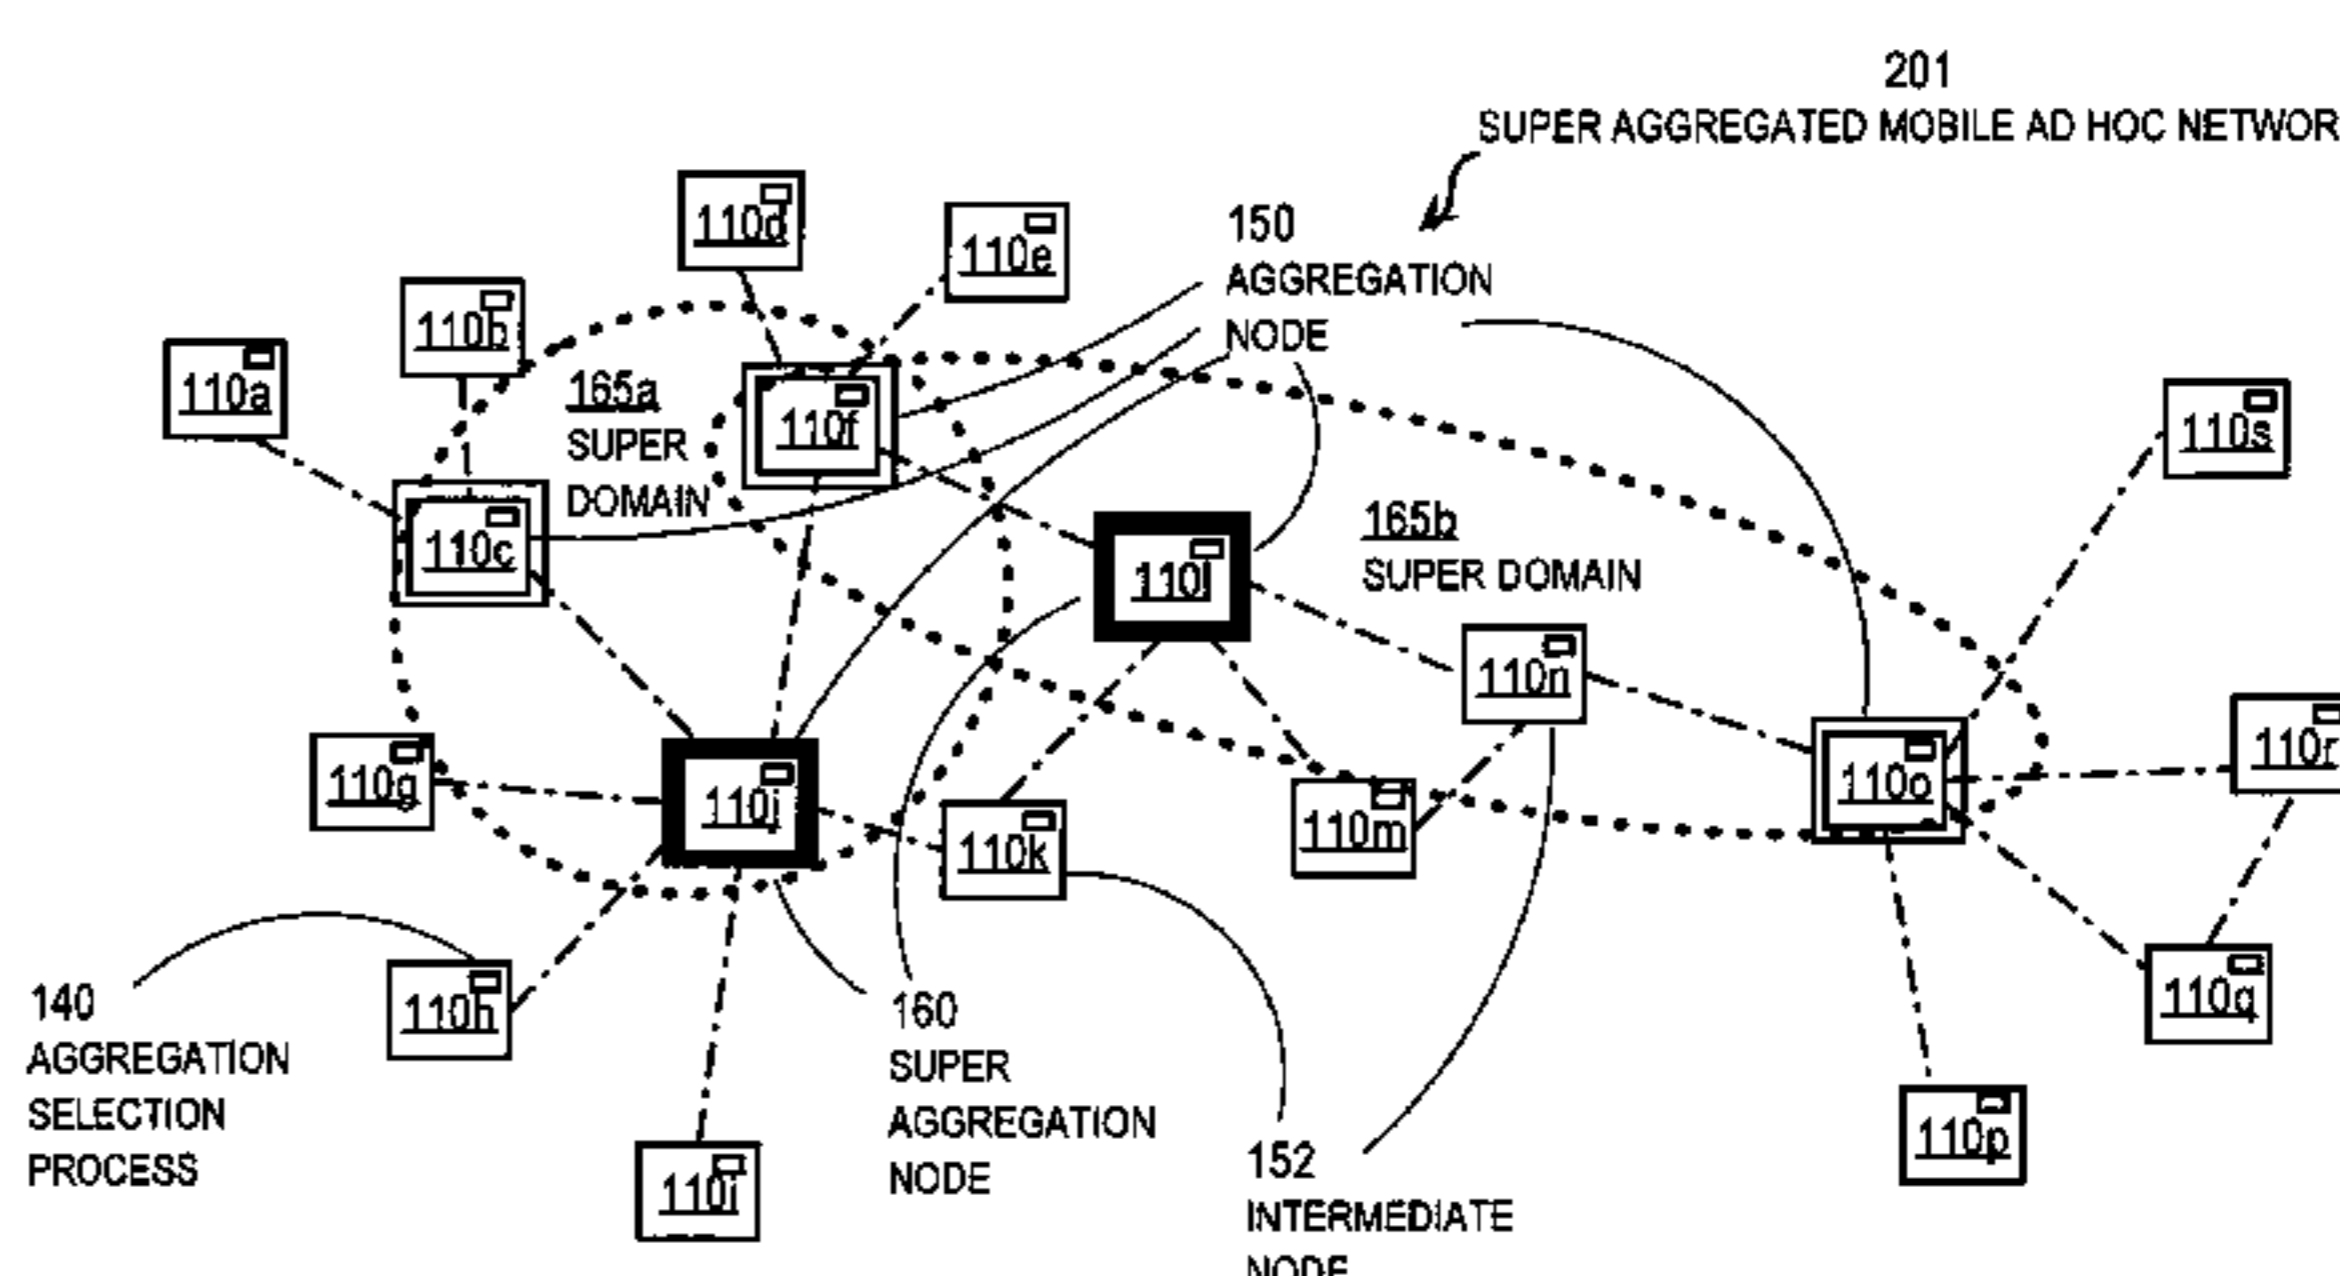 201
SUPER AGGREGATED MOBILE AD HOC NETWOR
110d
110e
150
AGGREGATION
NODE
110b
110a
165a
SUPER
DOMAIN
110f
110s
110c
165b
SUPER DOMAIN
110l
110n
110r
110g
110j
110o
110k
110m
140
AGGREGATION
SELECTION
PROCESS
110h
160
SUPER
AGGREGATION
NODE
110q
110p
110i
152
INTERMEDIATE
NODE